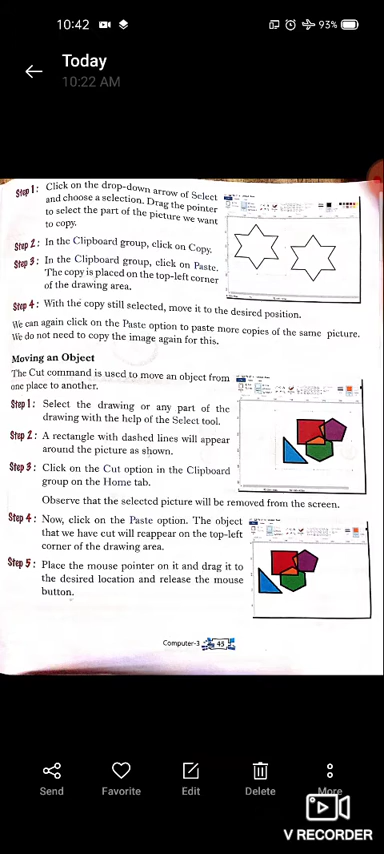 10:42
93%
Today
10:22 AM
Step 1: Click on the drop-down arrow of Select
and choose a selection. Drag the pointer
to select the part of the picture we want
to copy.
Step 2: In the Clipboard group, click on Copy.
Step 3: In the Clipboard group, click on Paste.
The copy is placed on the top-left corner
of the drawing area.
Step 4: With the copy still selected, move it to the desired position.
We can again click on the Paste option to paste more copies of the same picture.
We do not need to copy the image again for this.
Moving an Object
The Cut command is used to move an object from
one place to another.
Step 1: Select the drawing or any part of the
drawing with the help of the Select tool.
Step 2: A rectangle with dashed lines will appear
around the picture as shown.
Step 3: Click on the Cut option in the Clipboard
group on the Home tab.
Observe that the selected picture will be removed from the screen.
Step 4: Now, click on the Paste option. The object
that we have cut will reappear on the top-left
corner of the drawing area.
Step 5: Place the mouse pointer on it and drag it to
the desired location and release the mouse
button.
Computer-3 45
Send Favorite Edit Delete More
V RECORDER